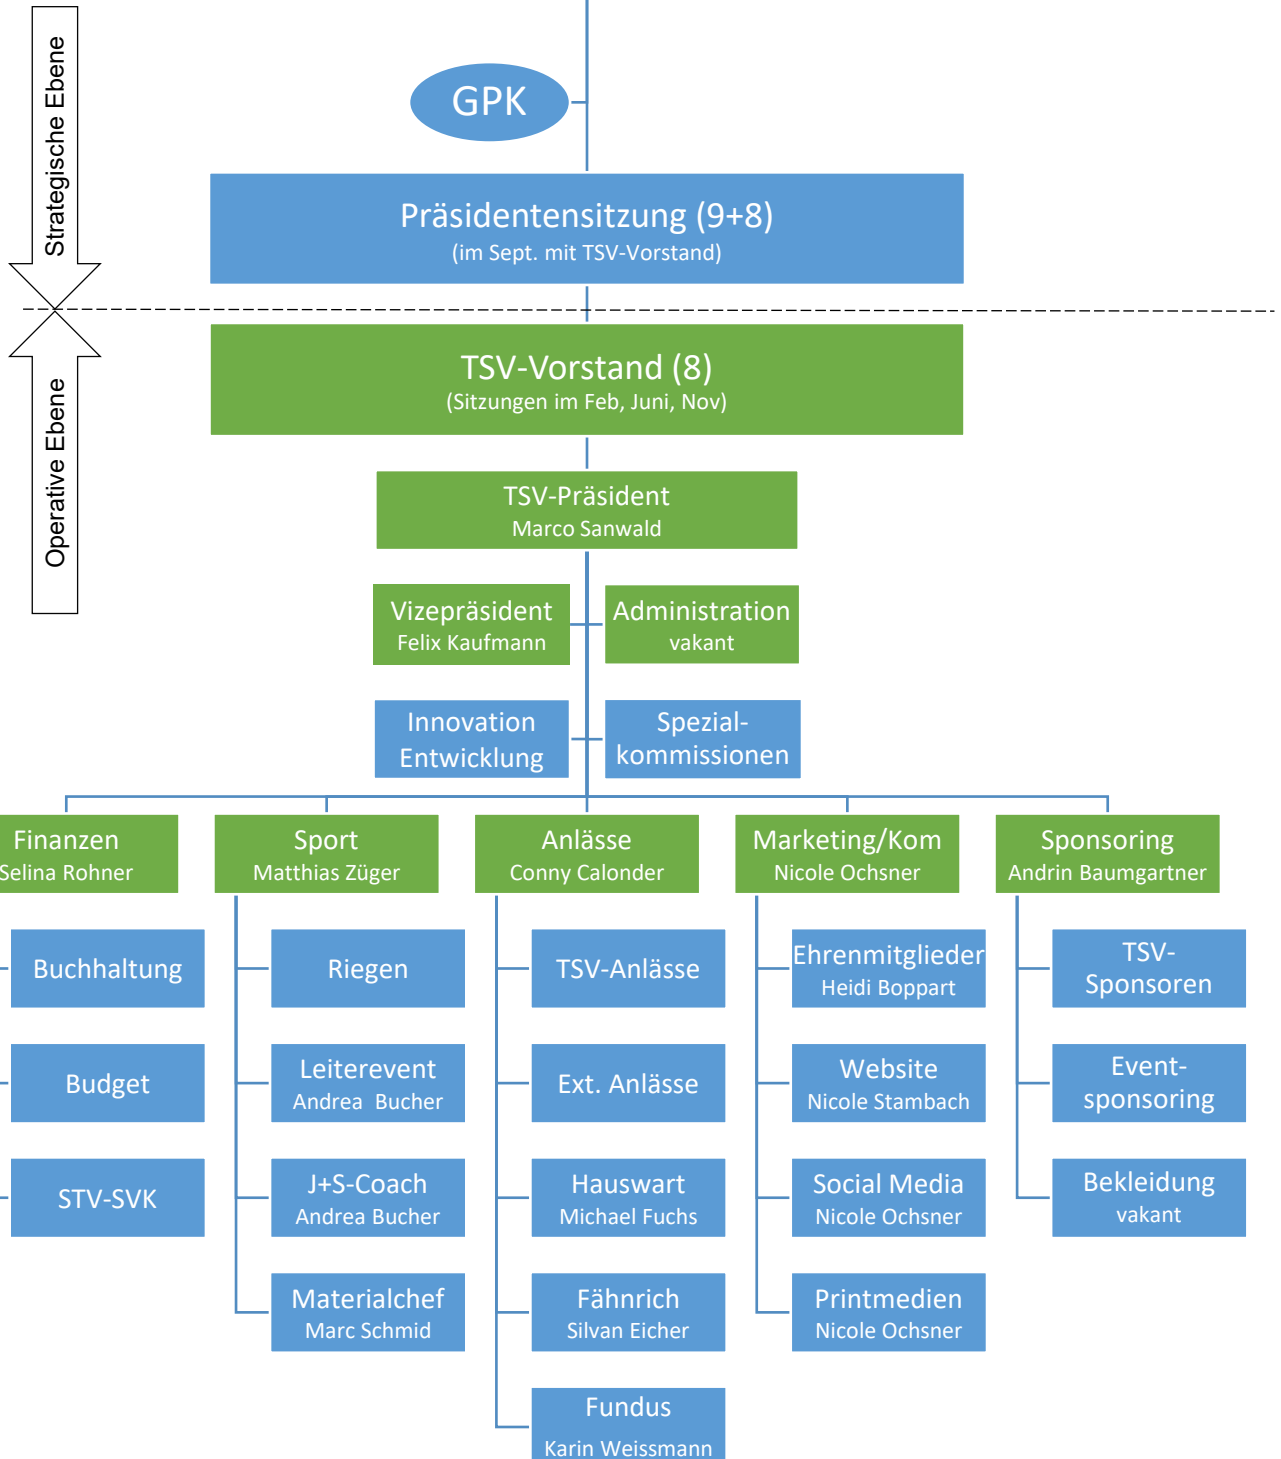 Strategische Ebene
GPK
Präsidentensitzung (9+8)
(im Sept. mit TSV-Vorstand)
Operative Ebene
TSV-Vorstand (8)
(Sitzungen im Feb, Juni, Nov)
TSV-Präsident
Marco Sanwald
Vizepräsident
Felix Kaufmann
Administration
vakant
Innovation
Entwicklung
Spezial-
kommissionen
Finanzen
Selina Rohner
Sport
Matthias Züger
Anlässe
Conny Calonder
Marketing/Kom
Nicole Ochsner
Sponsoring
Andrin Baumgartner
Buchhaltung
Budget
STV-SVK
Riegen
Leiterevent
Andrea  Bucher
J+S-Coach
Andrea Bucher
Materialchef
Marc Schmid
TSV-Anlässe
Ext. Anlässe
Hauswart
Michael Fuchs
Fähnrich
Silvan Eicher
Fundus
Karin Weissmann
Ehrenmitglieder
Heidi Boppart
Website
Nicole Stambach
Social Media
Nicole Ochsner
Printmedien
Nicole Ochsner
TSV-
Sponsoren
Event-
sponsoring
Bekleidung
vakant